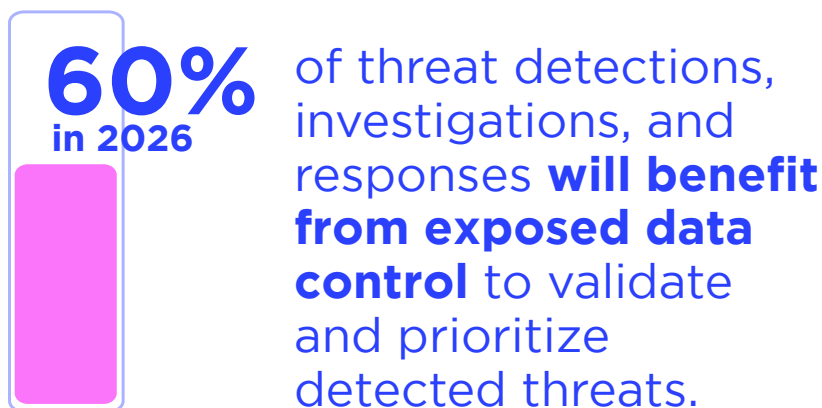 60%
in 2026
of threat detections,
investigations, and
responses will benefit
from exposed data
control to validate
and prioritize
detected threats.